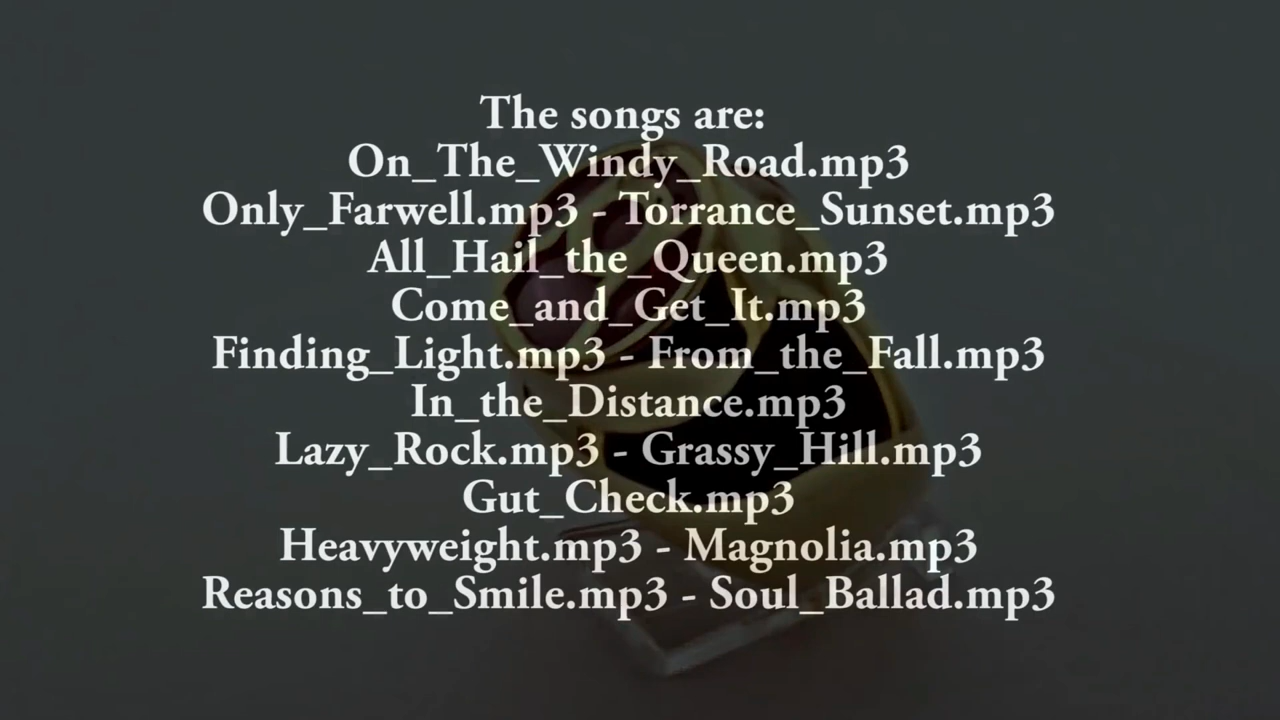 The songs are:
On_The_Windy_Road.mp3
Only_Farwell.mp3 - Torrance_Sunset.mp3
All_Hail_the_Queen.mp3
Come_and_Get_It.mp3
Finding_Light.mp3 - From_the_Fall.mp3
In_the_Distance.mp3
Lazy_Rock.mp3 - Grassy_Hill.mp3
Gut_Check.mp3
Heavyweight.mp3 - Magnolia.mp3
Reasons_to_Smile.mp3 - Soul_Ballad.mp3